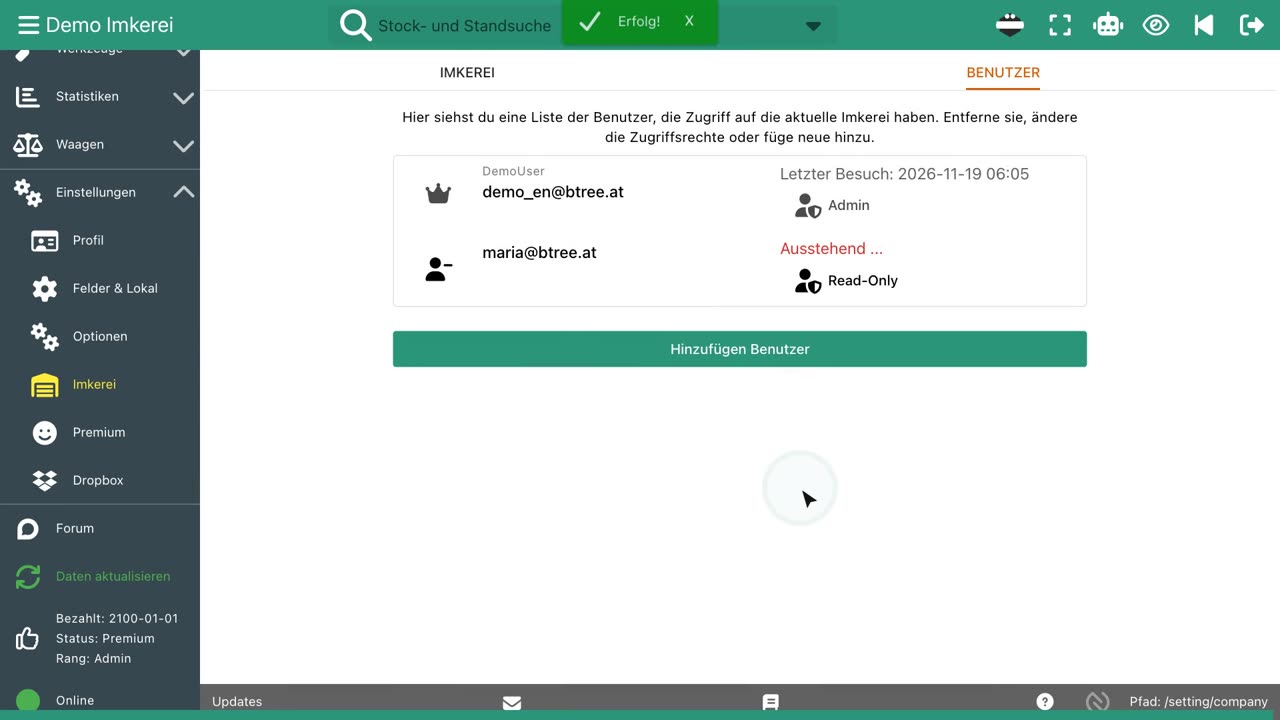 Demo Imkerei
Stock- und Standsuche
Erfolg!
X
Werkzeuge
Statistiken
Waagen
Einstellungen
Profil
Felder & Lokal
Optionen
Imkerei
Premium
Dropbox
Forum
Daten aktualisieren
Bezahlt: 2100-01-01
Status: Premium
Rang: Admin
Online
IMKEREI
BENUTZER
Hier siehst du eine Liste der Benutzer, die Zugriff auf die aktuelle Imkerei haben. Entferne sie, ändere
die Zugriffsrechte oder füge neue hinzu.
DemoUser
demo_en@btree.at
Letzter Besuch: 2026-11-19 06:05
Admin
maria@btree.at
Ausstehend ...
Read-Only
Hinzufügen Benutzer
Updates
Pfad: /setting/company